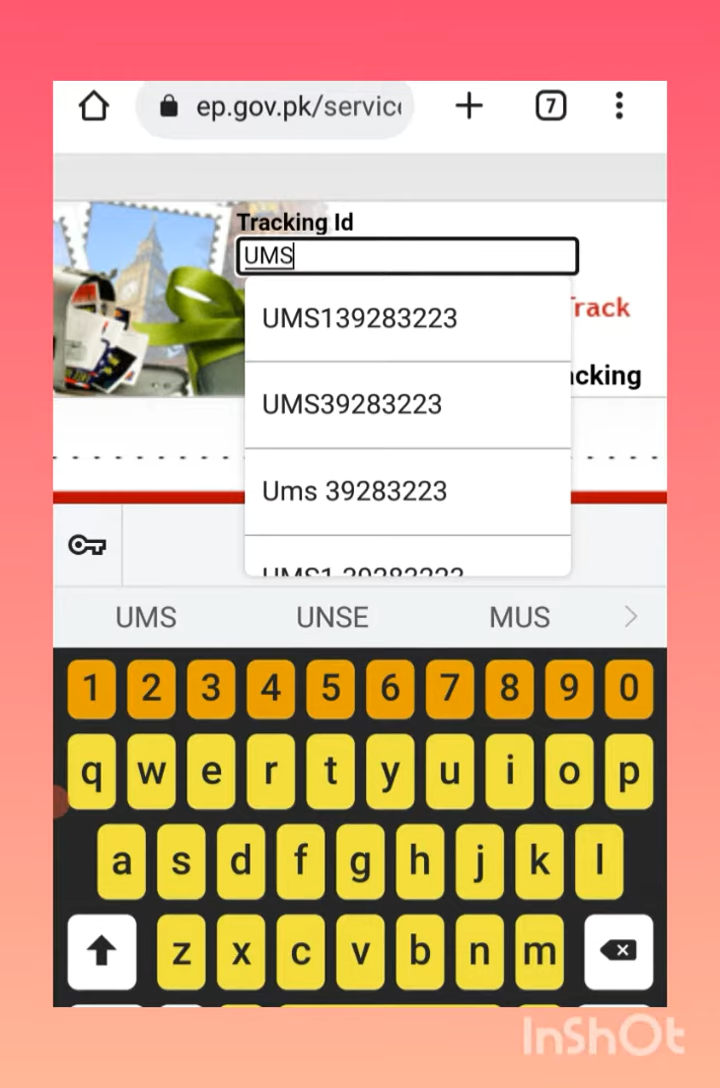 ep.gov.pk/servic
7
Tracking Id
UMS
UMS139283223
Track
cking
UMS39283223
Ums 39283223
UMS UNSE MUS
1 2 3 4 5 6 7 8 9 0
q w e r t y u i o p
a s d f g h j k l
z x c v b n m
InShOt